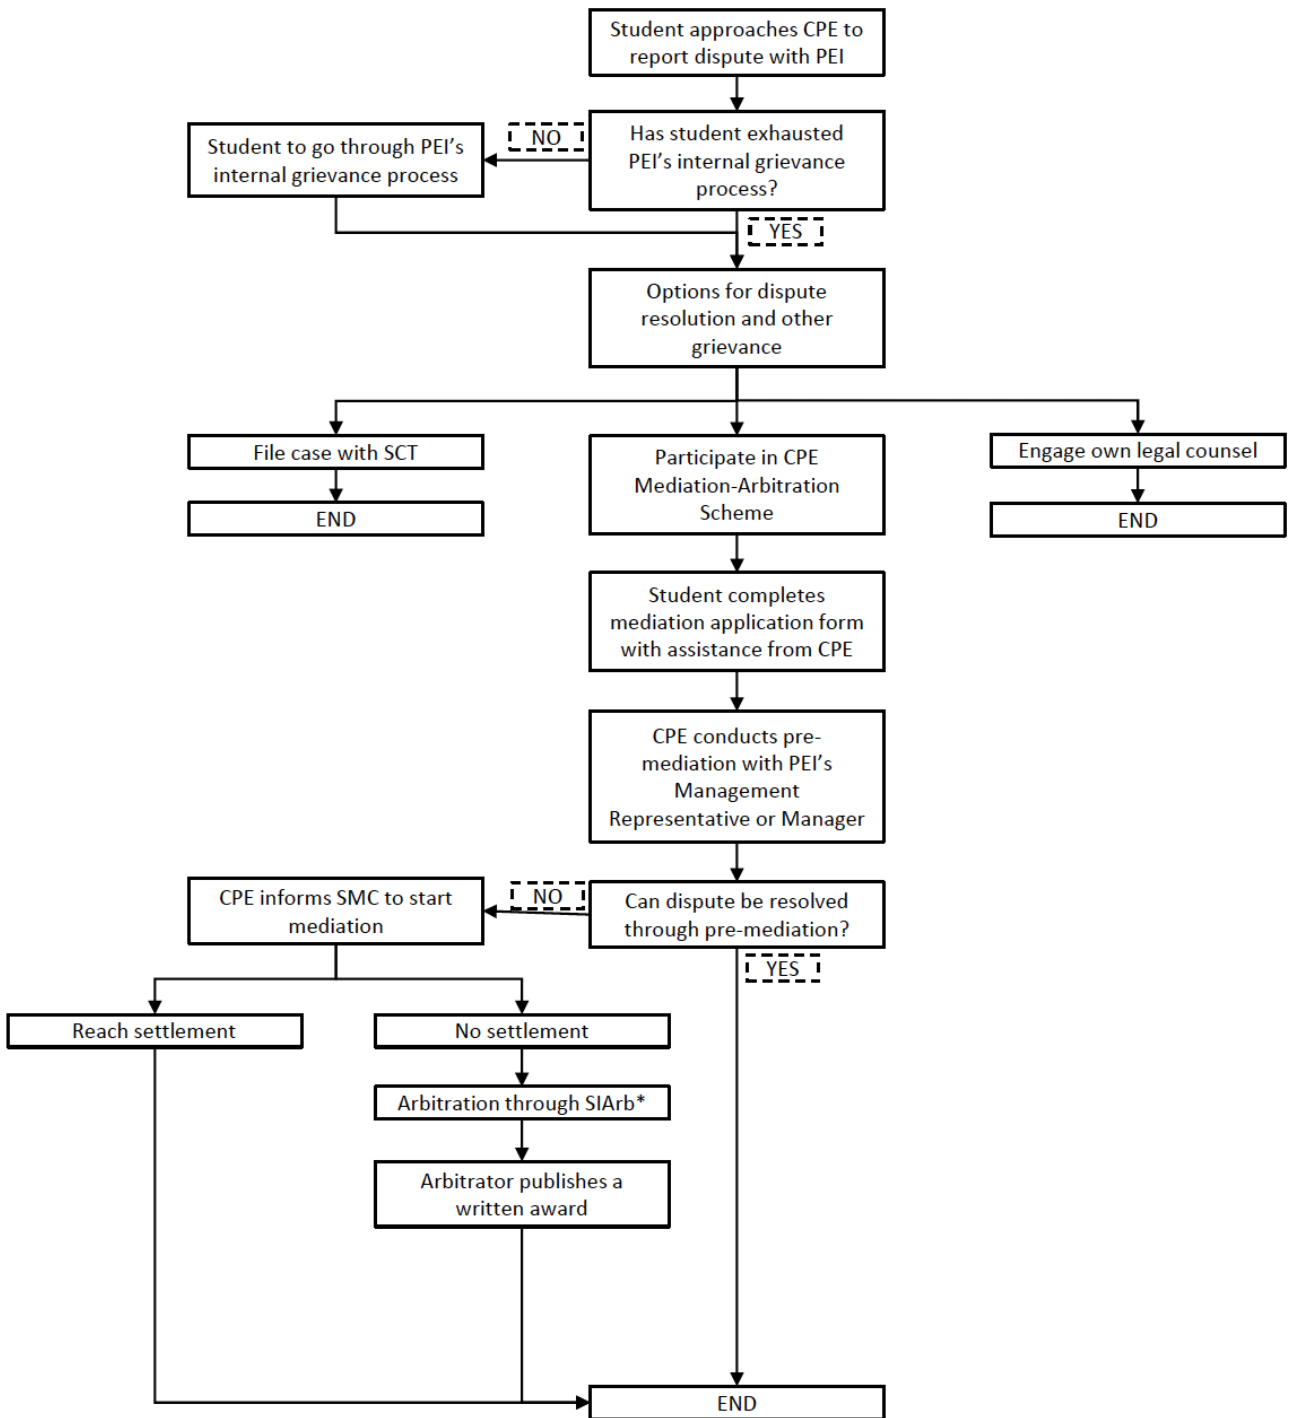 Student approaches CPE to
report dispute with PEI
Has student exhausted
PEI's internal grievance
process?
NO
Student to go through PEI's
internal grievance process
YES
Options for dispute
resolution and other
grievance
File case with SCT
END
Participate in CPE
Mediation-Arbitration
Scheme
Engage own legal counsel
END
Student completes
mediation application form
with assistance from CPE
CPE conducts pre-
mediation with PEI's
Management
Representative or Manager
Can dispute be resolved
through pre-mediation?
NO
CPE informs SMC to start
mediation
YES
Reach settlement
No settlement
Arbitration through SIArb*
Arbitrator publishes a
written award
END